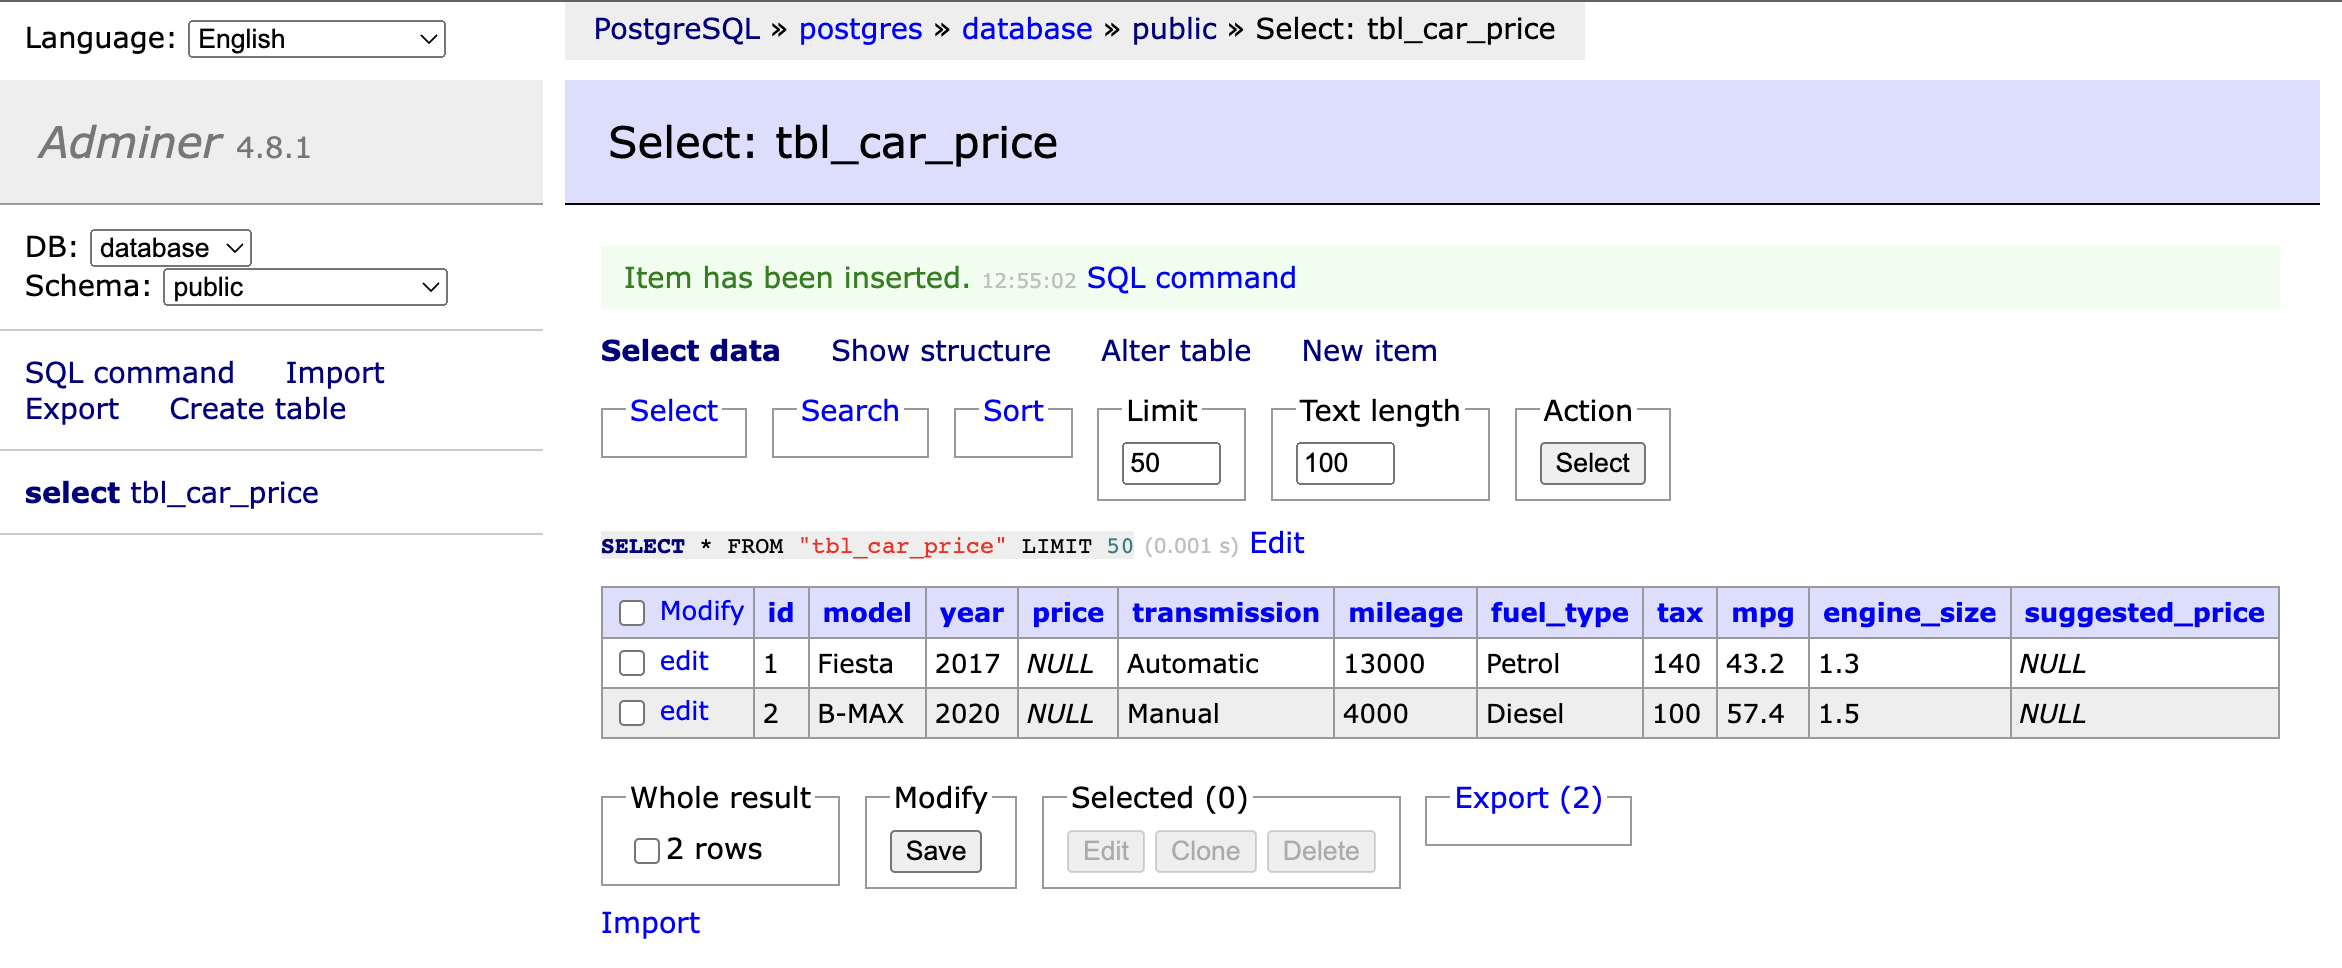 Language: English
PostgreSQL » postgres » database » public » Select: tbl_car_price
Adminer 4.8.1
Select: tbl_car_price
DB: database
Schema: public
SQL command Import
Export Create table
select tbl_car_price
Item has been inserted. 12:55:02 SQL command
Select data Show structure Alter table New item
Select Search Sort Limit Text length Action
50 100 Select
SELECT * FROM "tbl_car_price" LIMIT 50 (0.001 s) Edit
Modify id model year price transmission mileage fuel_type tax mpg engine_size suggested_price
edit 1 Fiesta 2017 NULL Automatic 13000 Petrol 140 43.2 1.3 NULL
edit 2 B-MAX 2020 NULL Manual 4000 Diesel 100 57.4 1.5 NULL
Whole result Modify Selected (0) Export (2)
2 rows Save Edit Clone Delete
Import